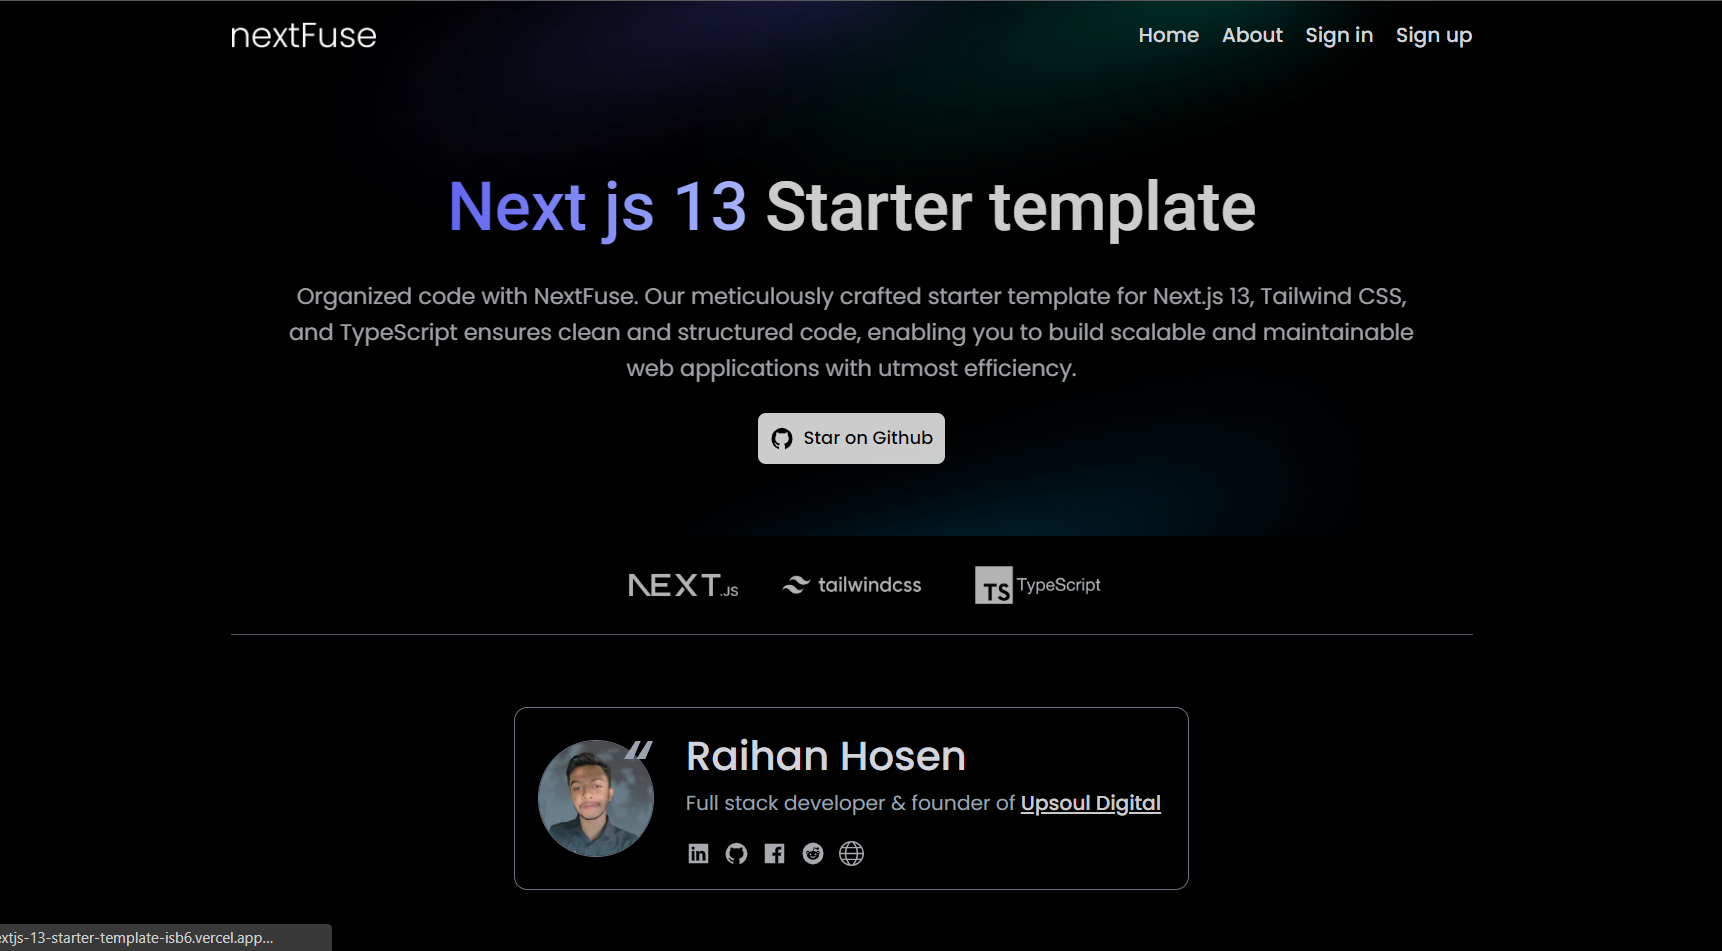 nextFuse
Home About Sign in Sign up
Next js 13 Starter template
Organized code with NextFuse. Our meticulously crafted starter template for Next.js 13, Tailwind CSS,
and TypeScript ensures clean and structured code, enabling you to build scalable and maintainable
web applications with utmost efficiency.
Star on Github
NEXT.JS
tailwindcss
TS TypeScript
Raihan Hosen
Full stack developer & founder of Upsoul Digital
in
extjs-13-starter-template-isb6.vercel.app...